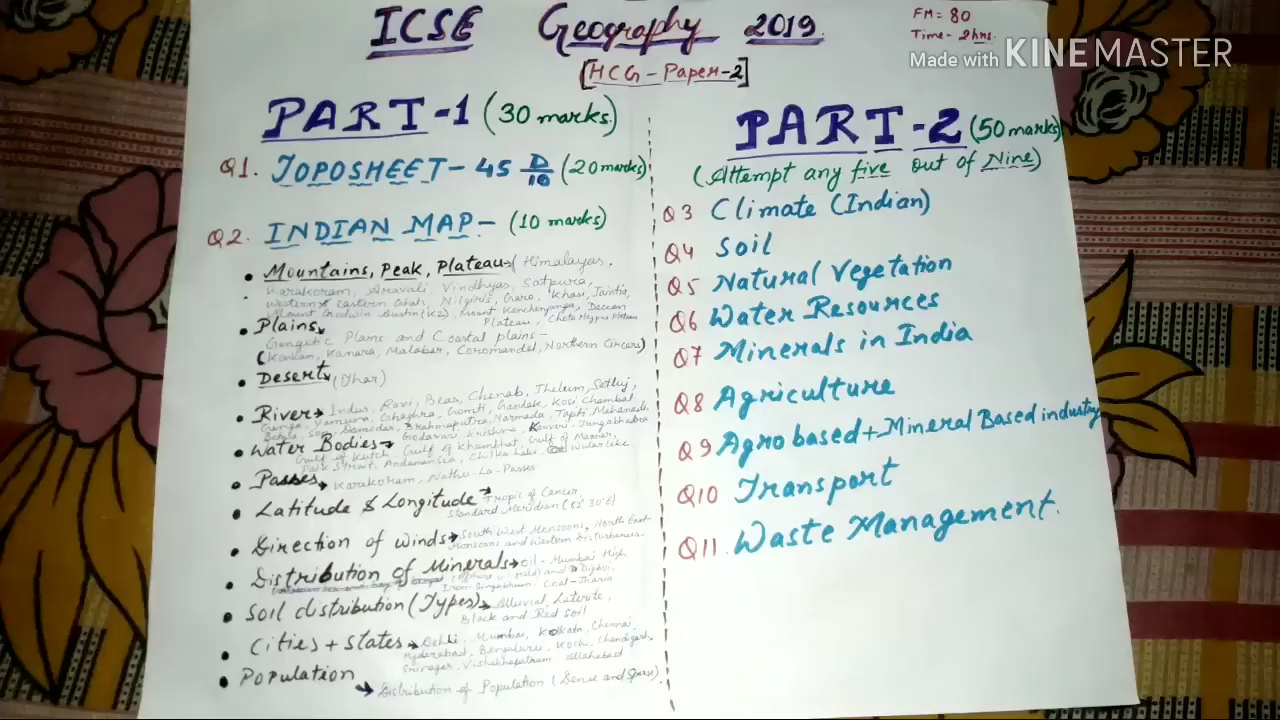 ICSE Geography 2019
FM = 80
Time - 2hrs.
Made with KINEMASTER
[HCG - Paper - 2]
PART-1 (30 marks)
Q1. TOPOSHEET - 45 D/10 (20 marks)
Q2. INDIAN MAP - (10 marks)
• Mountains, Peak, Plateau → (Himalayas,
Karakoram, Aravali, Vindhyas, Satpura,
Western & Eastern Ghat, Nilgiris, Garo, Khasi, Jaintia,
Mount Godwin Austin (K2), Mount Kanchenjunga, Deccan
Plateau, Choto Nagpur Plateau
• Plains
Gangetic Plains and Coastal plains -
(Konkan, Kanara, Malabar, Coromandel, Northern Circars)
• Desert (Thar)
• River → Indus, Ravi, Beas, Chenab, Jhelum, Satluj,
Ganga, Yamuna, Ghaghra, Gomti, Gandak, Kosi Chambal
Betwa, Son, Damodar, Brahmaputra, Narmada, Tapti Mahanadi,
Godavari Krishna, Kaveri, Tungabhadra
• Water Bodies →
Gulf of Kutch, Gulf of Khambhat, Gulf of Mannar,
Palk Strait, Andaman Sea, Chilka Lake, Wular lake.
• Passes → Karakoram, Nathu-La-Passes
• Latitude & Longitude → Tropic of Cancer,
Standard Meridian (82°30'E)
• Direction of winds → South West Monsoons, North East
Monsoons and Western Disturbances
• Distribution of Minerals → oil - Mumbai High
and Digboi,
Iron-Singhbhum, Coal-Jharia
• Soil distribution (Types) → Alluvial, Laterite,
Black and Red Soil
• Cities + States → Dehli, Mumbai, Kolkata, Chennai,
Hyderabad, Bengaluru, Kochi, Chandigarh,
Srinagar, Vishakhapatnam, Allahabad
• Population
→ Distribution of Population (Dense and Sparse)
PART-2 (50 marks)
(Attempt any five out of Nine)
Q3 Climate (Indian)
Q4 Soil
Q5 Natural Vegetation
Q6 Water Resources
Q7 Minerals in India
Q8 Agriculture
Q9 Agro based + Mineral Based industry
Q10 Transport
Q11. Waste Management.